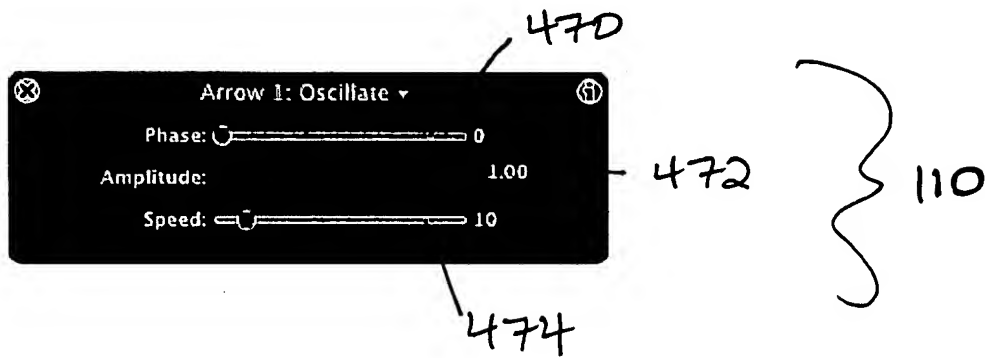 470
Arrow 1: Oscillate
Phase: 0
Amplitude: 1.00
472
110
Speed: 10
474